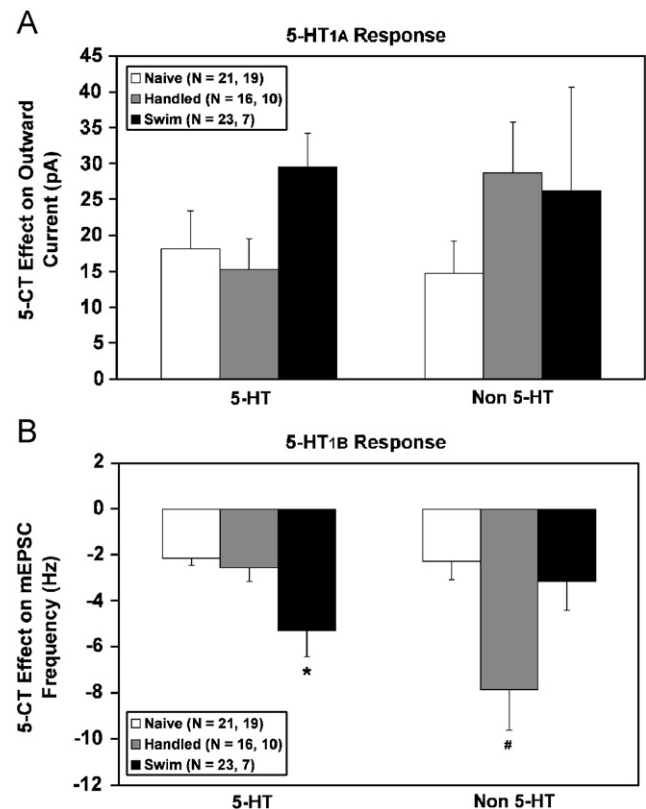 A
5-HT1A Response
Naive (N = 21, 19)
Handled (N = 16, 10)
Swim (N = 23, 7)
5-CT Effect on Outward
Current (pA)
45
40
35
30
25
20
15
10
5
0
5-HT
Non 5-HT
B
5-HT1B Response
5-CT Effect on mEPSC
Frequency (Hz)
2
0
-2
-4
-6
-8
-10
-12
*
#
Naive (N = 21, 19)
Handled (N = 16, 10)
Swim (N = 23, 7)
5-HT
Non 5-HT